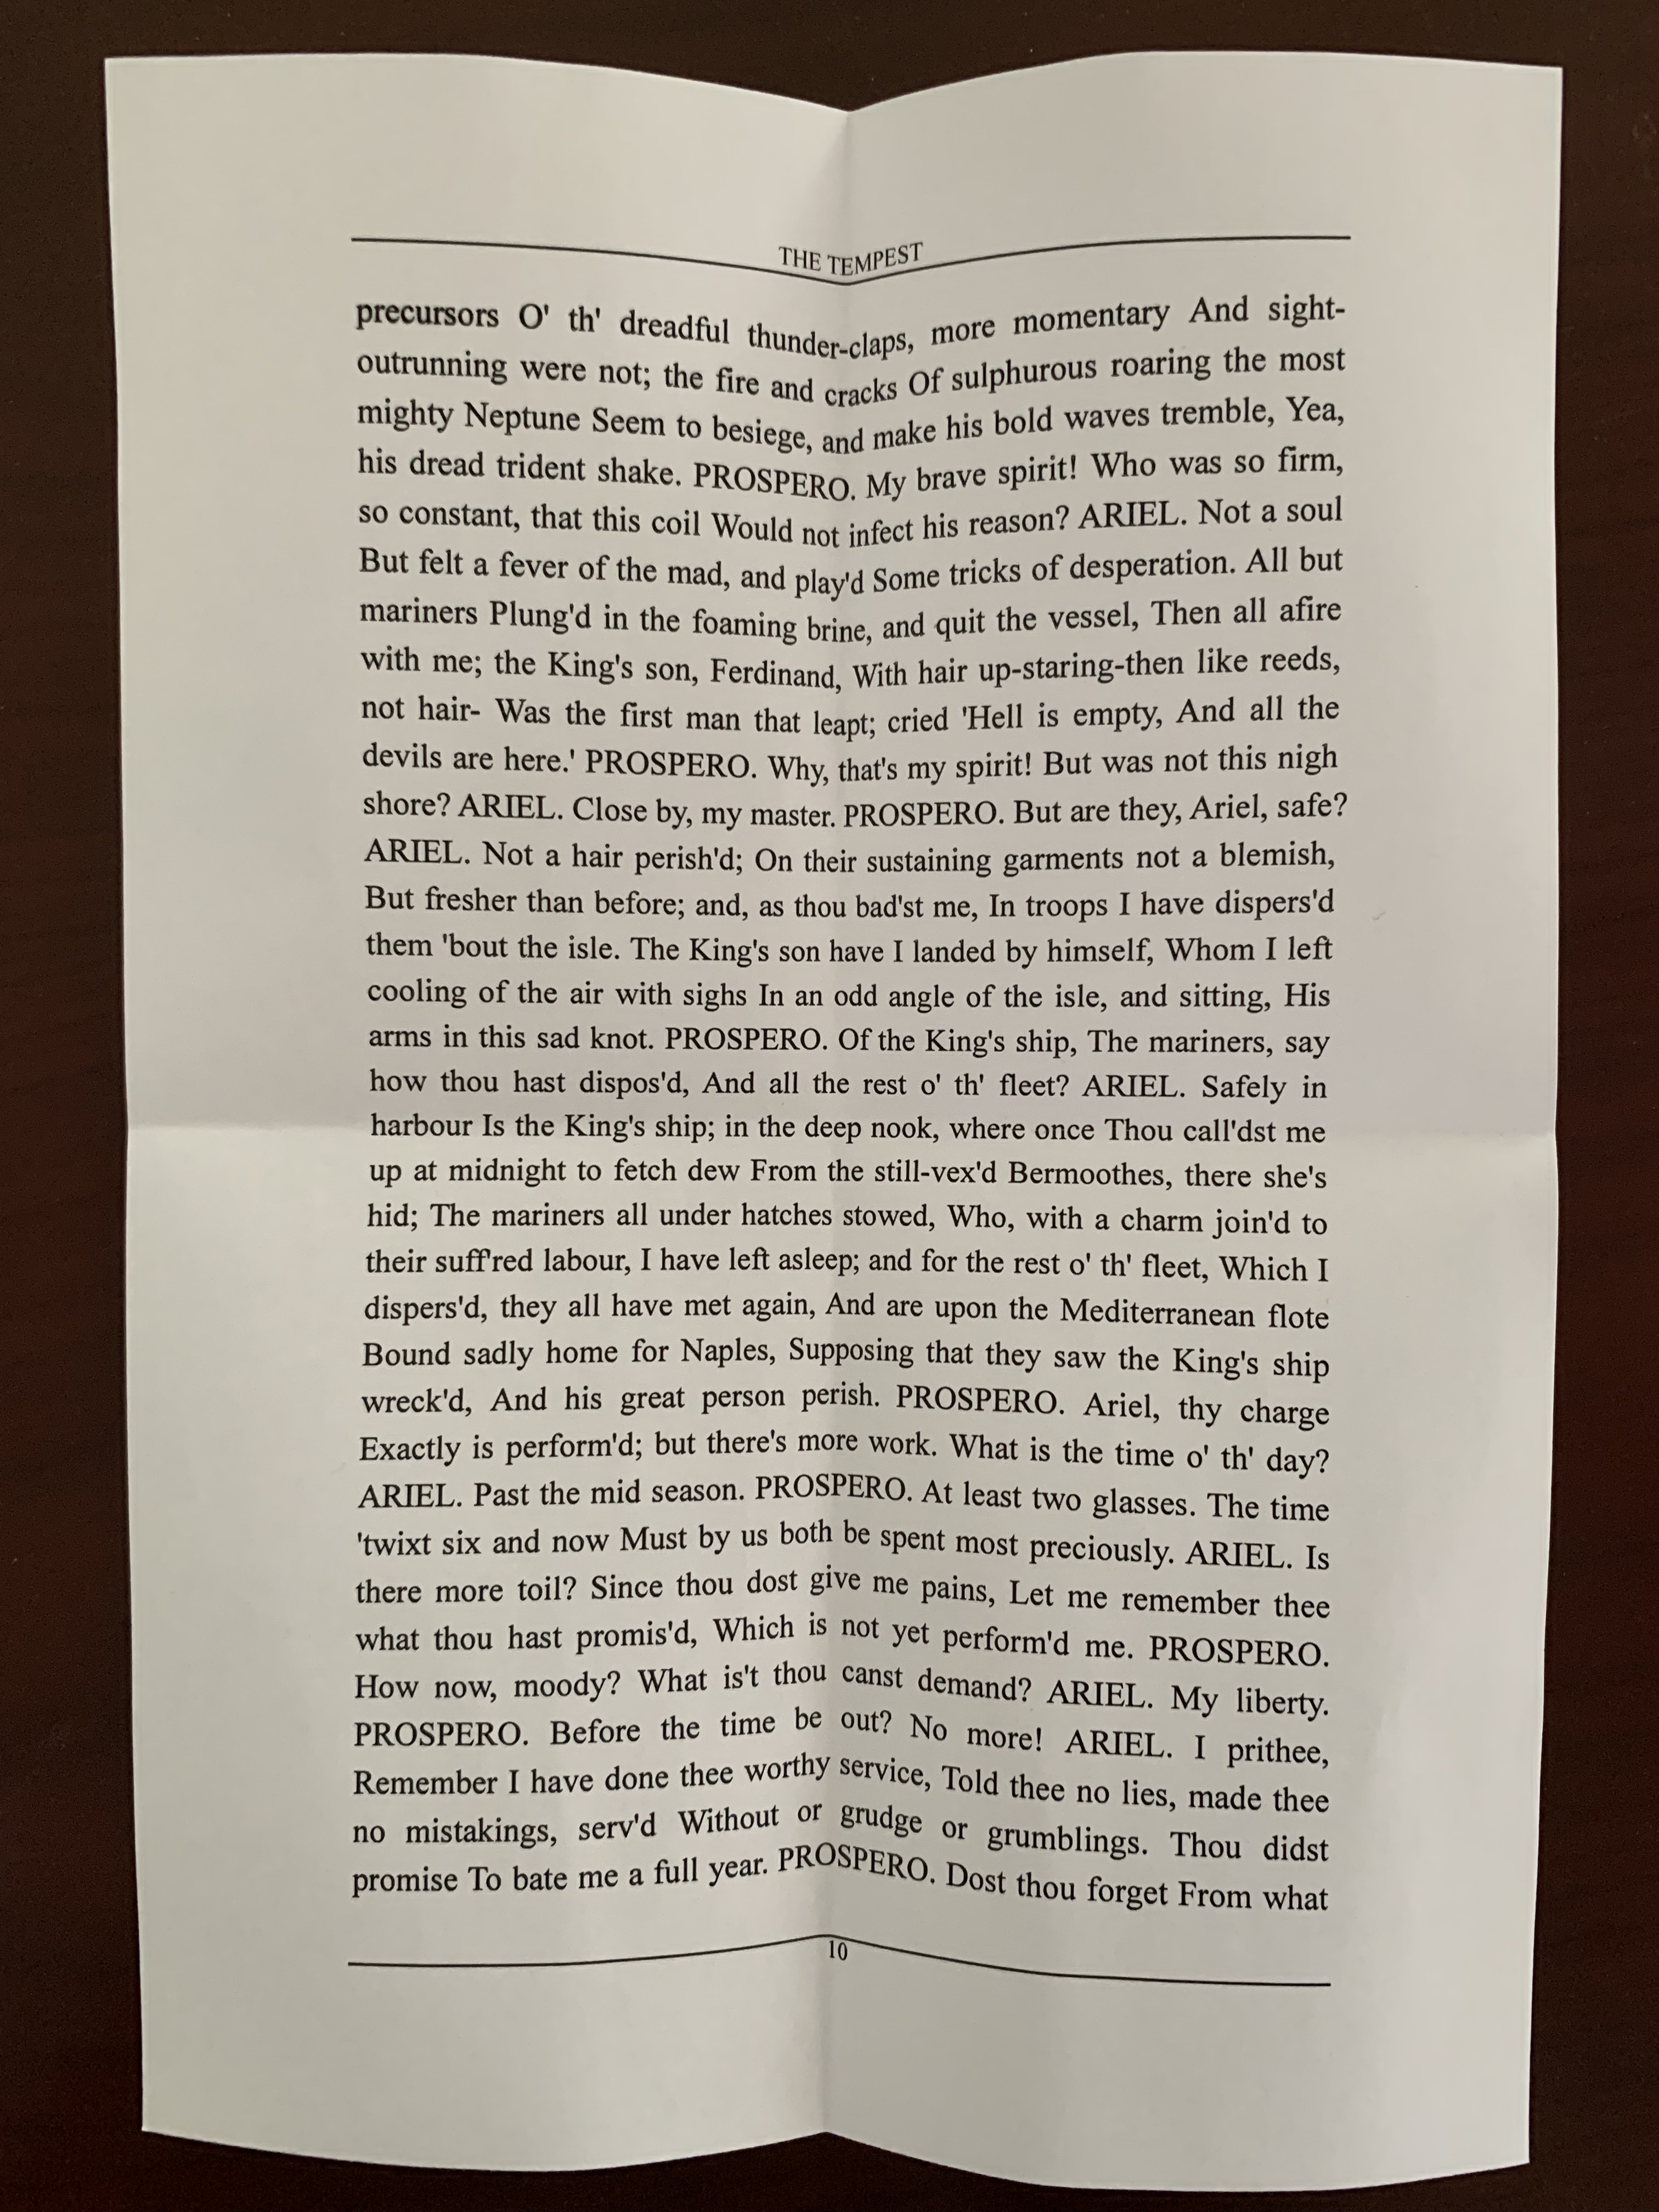 THE TEMPEST
precursors O' th' dreadful thunder-claps, more momentary And sight-
outrunning were not; the fire and cracks Of sulphurous roaring the most
mighty Neptune Seem to besiege, and make his bold waves tremble, Yea,
his dread trident shake. PROSPERO. My brave spirit! Who was so firm,
so constant, that this coil Would not infect his reason? ARIEL. Not a soul
But felt a fever of the mad, and play'd Some tricks of desperation. All but
mariners Plung'd in the foaming brine, and quit the vessel, Then all afire
with me; the King's son, Ferdinand, With hair up-staring-then like reeds,
not hair- Was the first man that leapt; cried 'Hell is empty, And all the
devils are here.' PROSPERO. Why, that's my spirit! But was not this nigh
shore? ARIEL. Close by, my master. PROSPERO. But are they, Ariel, safe?
ARIEL. Not a hair perish'd; On their sustaining garments not a blemish,
But fresher than before; and, as thou bad'st me, In troops I have dispers'd
them 'bout the isle. The King's son have I landed by himself, Whom I left
cooling of the air with sighs In an odd angle of the isle, and sitting, His
arms in this sad knot. PROSPERO. Of the King's ship, The mariners, say
how thou hast dispos'd, And all the rest o' th' fleet? ARIEL. Safely in
harbour Is the King's ship; in the deep nook, where once Thou call'dst me
up at midnight to fetch dew From the still-vex'd Bermoothes, there she's
hid; The mariners all under hatches stowed, Who, with a charm join'd to
their suff'red labour, I have left asleep; and for the rest o' th' fleet, Which I
dispers'd, they all have met again, And are upon the Mediterranean flote
Bound sadly home for Naples, Supposing that they saw the King's ship
wreck'd, And his great person perish. PROSPERO. Ariel, thy charge
Exactly is perform'd; but there's more work. What is the time o' th' day?
ARIEL. Past the mid season. PROSPERO. At least two glasses. The time
'twixt six and now Must by us both be spent most preciously. ARIEL. Is
there more toil? Since thou dost give me pains, Let me remember thee
what thou hast promis'd, Which is not yet perform'd me. PROSPERO.
How now, moody? What is't thou canst demand? ARIEL. My liberty.
PROSPERO. Before the time be out? No more! ARIEL. I prithee,
Remember I have done thee worthy service, Told thee no lies, made thee
no mistakings, serv'd Without or grudge or grumblings. Thou didst
promise To bate me a full year. PROSPERO. Dost thou forget From what
10